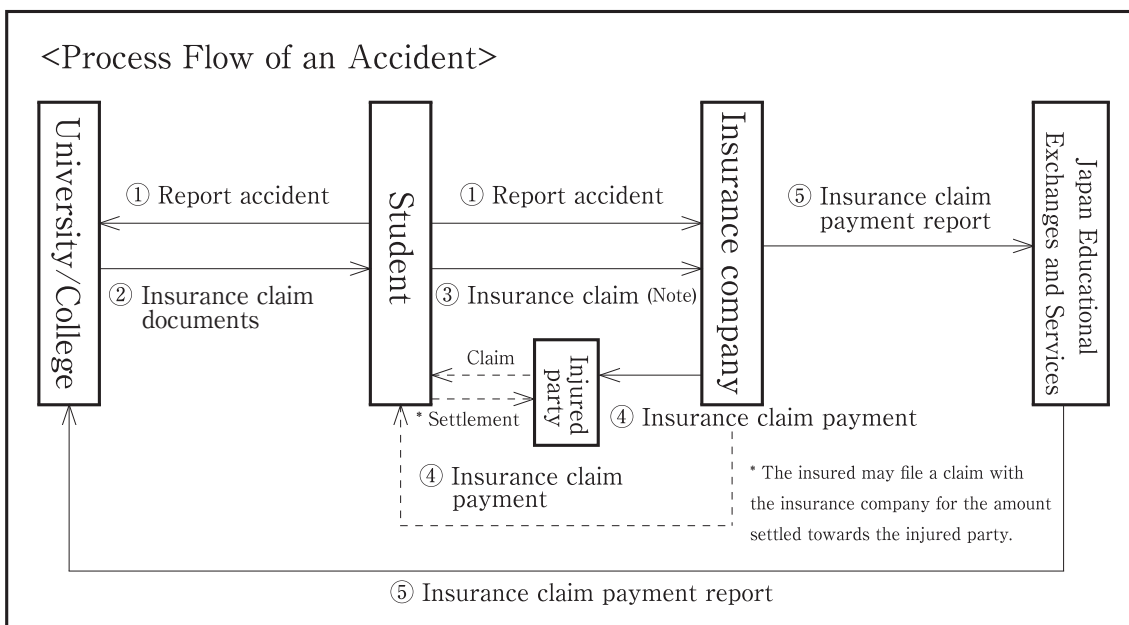 <Process Flow of an Accident>
University/College
Student
Insurance company
Japan Educational
Exchanges and Services
① Report accident
① Report accident
⑤ Insurance claim
payment report
② Insurance claim
documents
③ Insurance claim (Note)
Claim
* Settlement
Injured
party
④ Insurance claim payment
④ Insurance claim
payment
* The insured may file a claim with
the insurance company for the amount
settled towards the injured party.
⑤ Insurance claim payment report